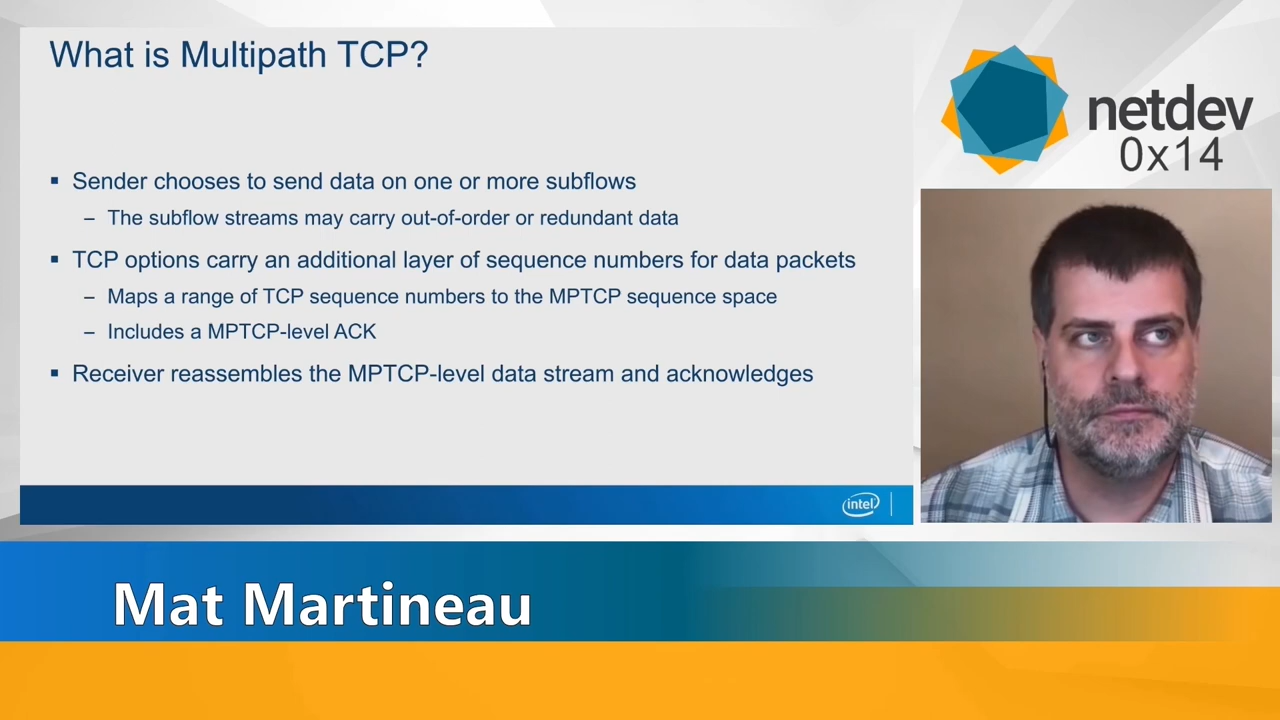 What is Multipath TCP?
▪ Sender chooses to send data on one or more subflows
– The subflow streams may carry out-of-order or redundant data
▪ TCP options carry an additional layer of sequence numbers for data packets
– Maps a range of TCP sequence numbers to the MPTCP sequence space
– Includes a MPTCP-level ACK
▪ Receiver reassembles the MPTCP-level data stream and acknowledges
intel
netdev
0x14
Mat Martineau